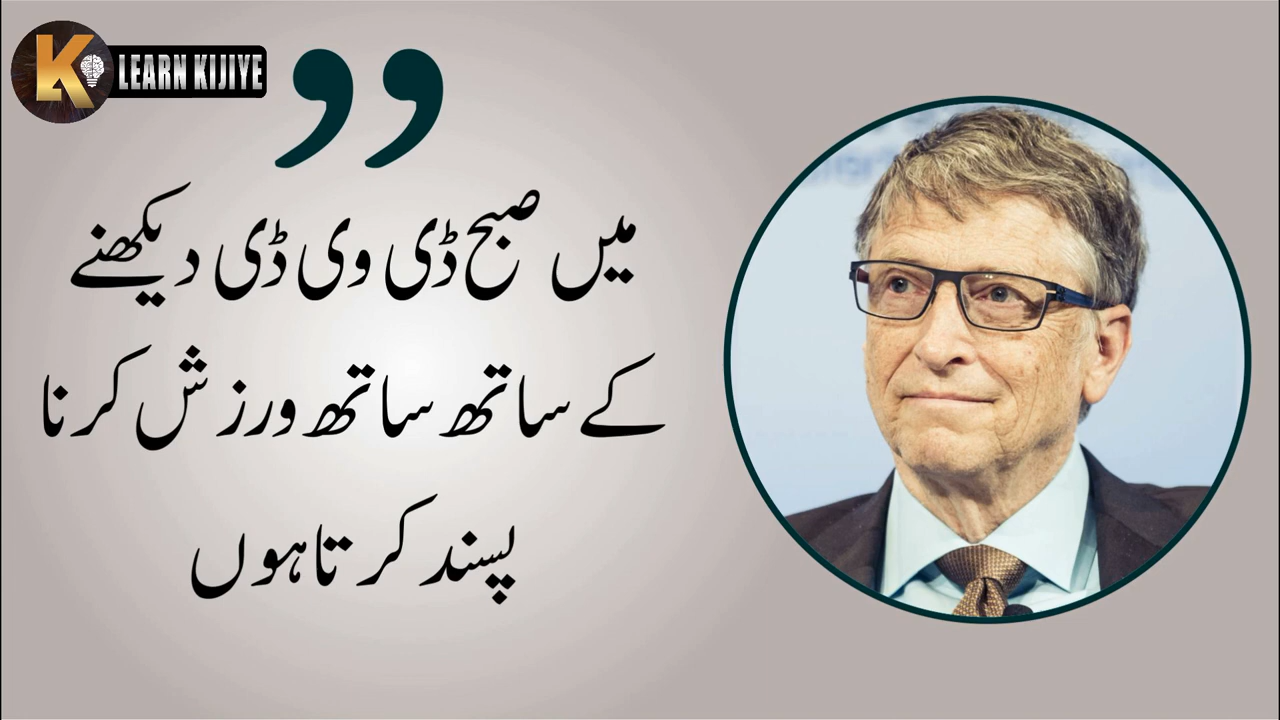 LEARN KIJIYE
میں صبح ڈی وی ڈی دیکھنے
کے ساتھ ساتھ ورزش کرنا
پسند کرتا ہوں